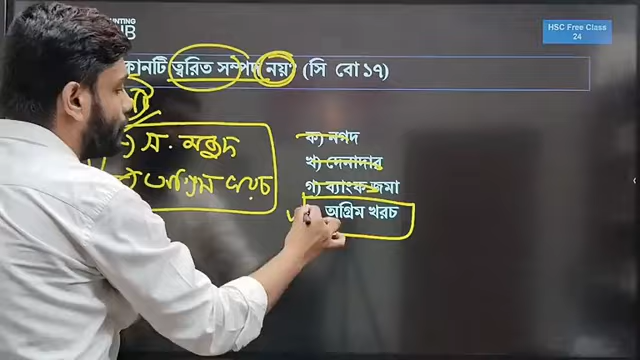 HSC Free Class
24
কোনটি ত্বরিত সম্পদ নয় (সি বো ১৭)
স. মজুদ
অগ্রিম খরচ
ক) নগদ
খ) দেনাদার
গ) ব্যাংক জমা
অগ্রিম খরচ